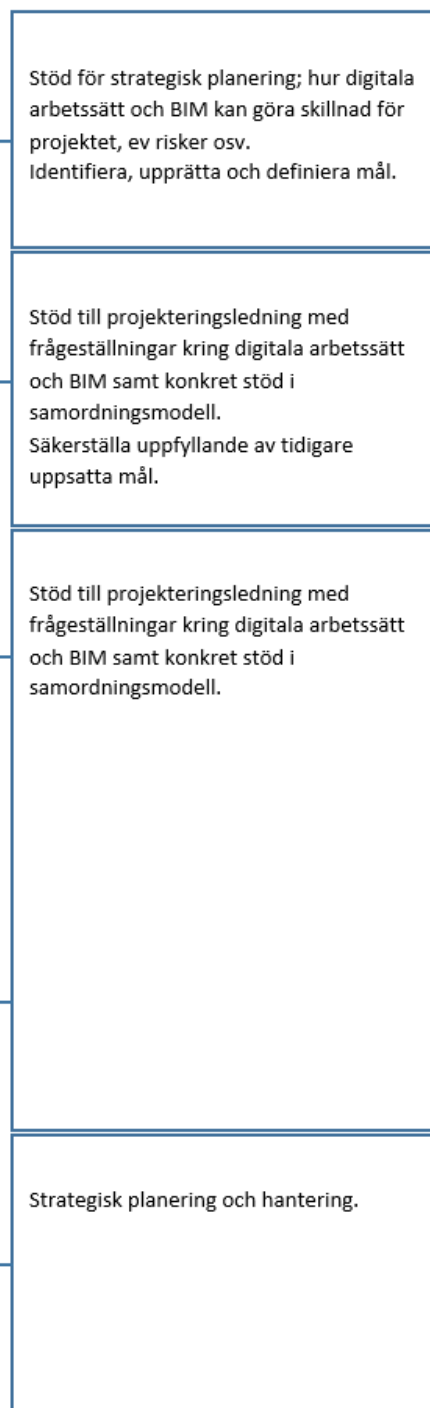 Stöd för strategisk planering; hur digitala
arbetssätt och BIM kan göra skillnad för
projektet, ev risker osv.
Identifiera, upprätta och definiera mål.
Stöd till projekteringsledning med
frågeställningar kring digitala arbetssätt
och BIM samt konkret stöd i
samordningsmodell.
Säkerställa uppfyllande av tidigare
uppsatta mål.
Stöd till projekteringsledning med
frågeställningar kring digitala arbetssätt
och BIM samt konkret stöd i
samordningsmodell.
Strategisk planering och hantering.